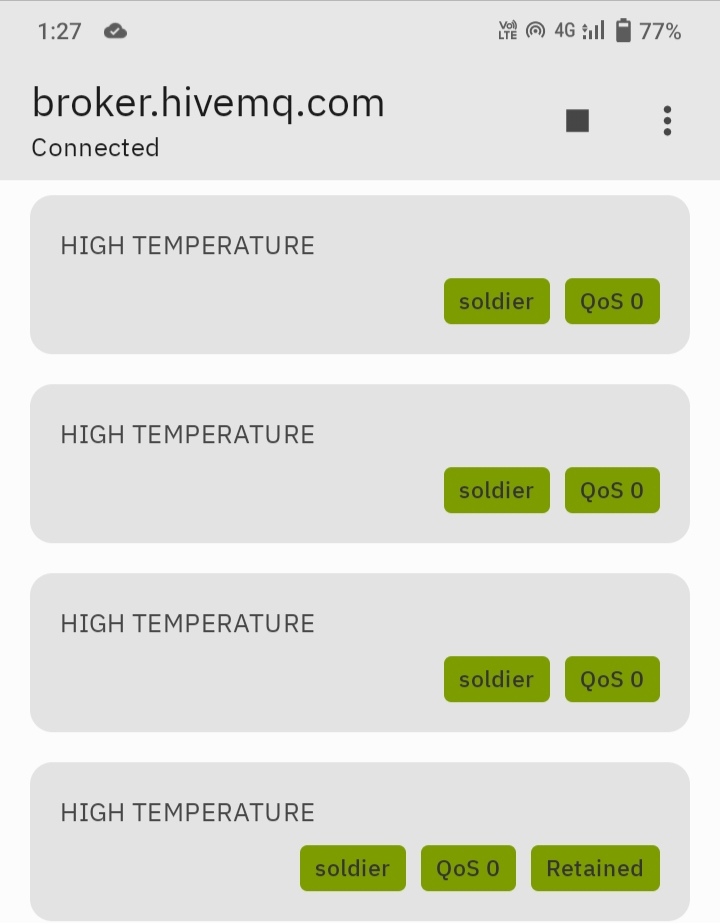 1:27 VoLTE 4G 77%
broker.hivemq.com
Connected
HIGH TEMPERATURE
soldier QoS 0
HIGH TEMPERATURE
soldier QoS 0
HIGH TEMPERATURE
soldier QoS 0
HIGH TEMPERATURE
soldier QoS 0 Retained